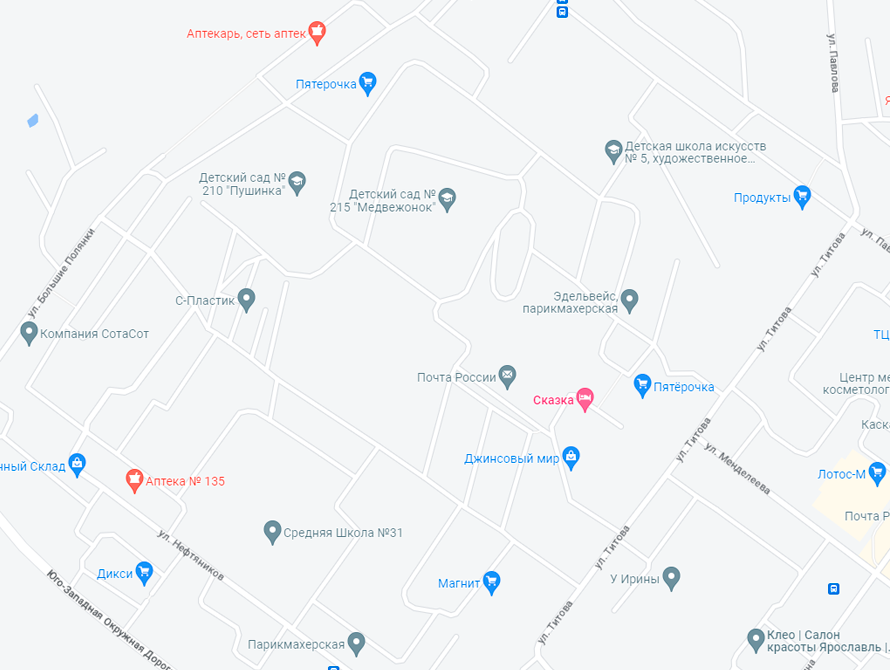 Аптекарь, сеть аптек
ул. Павлова
Пятерочка
Я
Детская школа искусств
№ 5, художественное...
Детский сад №
210 "Пушинка"
Детский сад №
215 "Медвежонок"
Продукты
ул. Пав
ул. Титова
ул. Большие Полянки
Эдельвейс,
парикмахерская
С-Пластик
ул. Титова
Компания СотаСот
ТЦ
Почта России
Центр ме
косметолог
Пятёрочка
Сказка
Каска
ул. Титова
Джинсовый мир
ул. Менделеева
нный Склад
Аптека № 135
Лотос-М
Почта Р
Средняя Школа №31
ул. Нефтяников
ул. Титова
Дикси
Магнит
У Ирины
Юго-Западная Окружная Доро
ул. Титова
Парикмахерская
Клео | Салон
красоты Ярославль |.